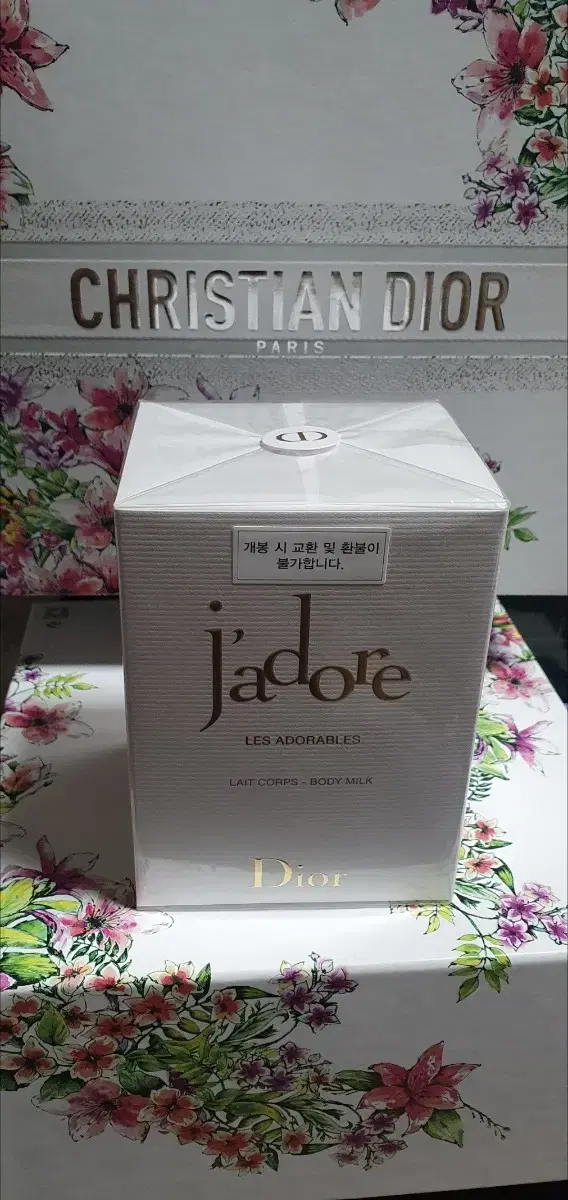 CHRISTIAN DIOR
PARIS
CD
개봉 시 교환 및 환불이
불가합니다.
j'adore
LES ADORABLES
LAIT CORPS - BODY MILK
Dior